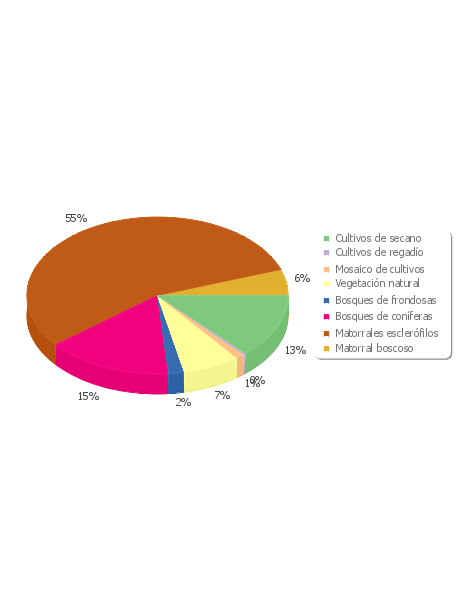 55%
6%
13%
0%
1%
7%
2%
15%
Cultivos de secano
Cultivos de regadío
Mosaico de cultivos
Vegetación natural
Bosques de frondosas
Bosques de coníferas
Matorrales esclerófilos
Matorral boscoso